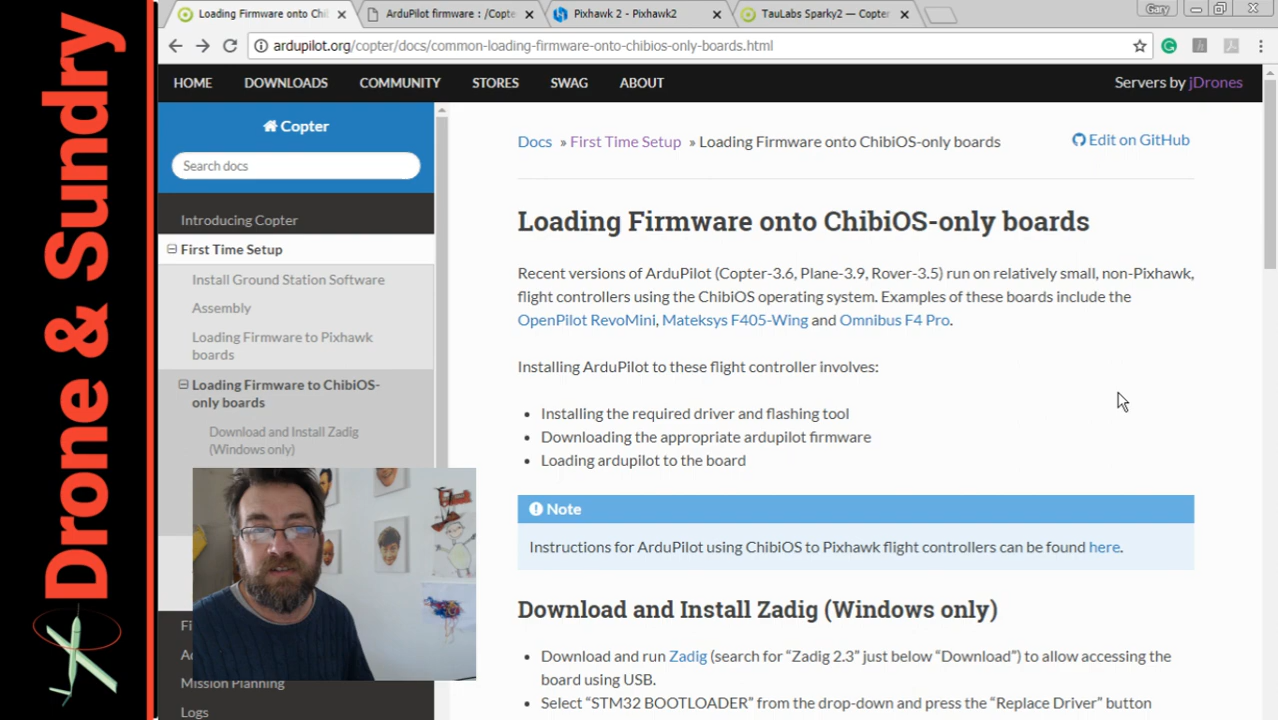 Drone & Sundry
Loading Firmware onto Chi
ArduPilot firmware : /Copte
Pixhawk 2 - Pixhawk2
TauLabs Sparky2 — Copter
Gary
ardupilot.org/copter/docs/common-loading-firmware-onto-chibios-only-boards.html
HOME
DOWNLOADS
COMMUNITY
STORES
SWAG
ABOUT
Servers by jDrones
Copter
Search docs
Introducing Copter
First Time Setup
Install Ground Station Software
Assembly
Loading Firmware to Pixhawk
boards
Loading Firmware to ChibiOS-
only boards
Download and Install Zadig
(Windows only)
Mission Planning
Logs
Docs » First Time Setup » Loading Firmware onto ChibiOS-only boards
Edit on GitHub
Loading Firmware onto ChibiOS-only boards
Recent versions of ArduPilot (Copter-3.6, Plane-3.9, Rover-3.5) run on relatively small, non-Pixhawk,
flight controllers using the ChibiOS operating system. Examples of these boards include the
OpenPilot RevoMini, Mateksys F405-Wing and Omnibus F4 Pro.
Installing ArduPilot to these flight controller involves:
• Installing the required driver and flashing tool
• Downloading the appropriate ardupilot firmware
• Loading ardupilot to the board
Note
Instructions for ArduPilot using ChibiOS to Pixhawk flight controllers can be found here.
Download and Install Zadig (Windows only)
• Download and run Zadig (search for “Zadig 2.3” just below “Download”) to allow accessing the
board using USB.
• Select “STM32 BOOTLOADER” from the drop-down and press the “Replace Driver” button